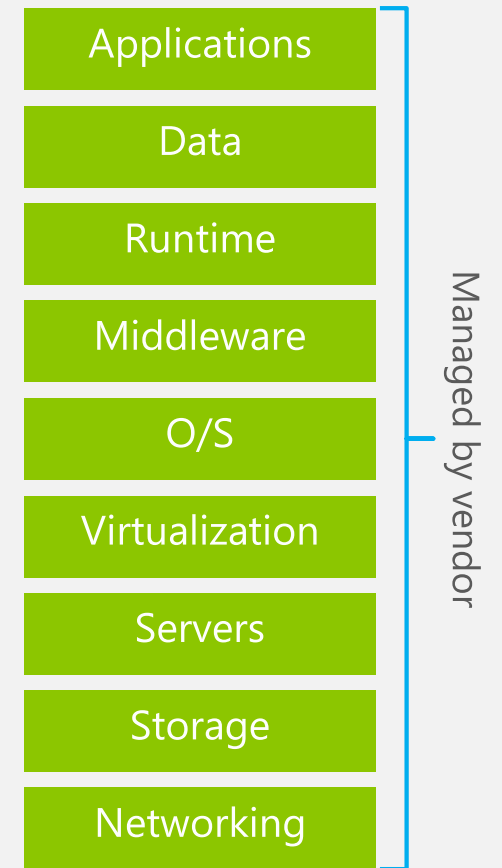 Applications
Data
Runtime
Middleware
O/S
Virtualization
Servers
Storage
Networking
Managed by vendor